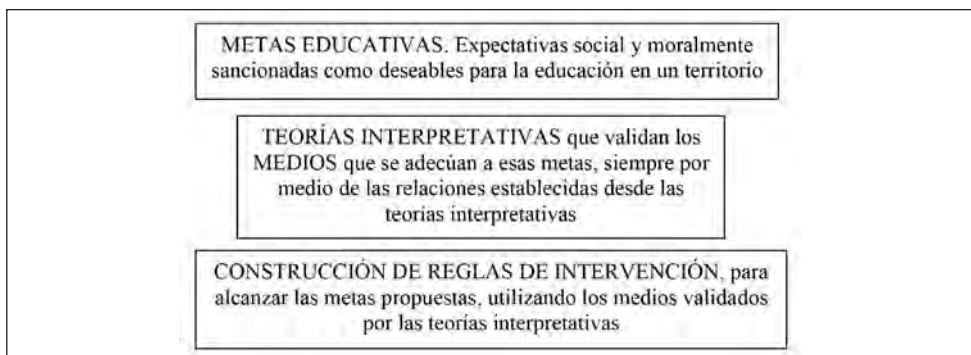 METAS EDUCATIVAS. Expectativas social y moralmente
sancionadas como deseables para la educación en un territorio
TEORÍAS INTERPRETATIVAS que validan los
MEDIOS que se adecúan a esas metas, siempre por
medio de las relaciones establecidas desde las
teorías interpretativas
CONSTRUCCIÓN DE REGLAS DE INTERVENCIÓN, para
alcanzar las metas propuestas, utilizando los medios validados
por las teorías interpretativas